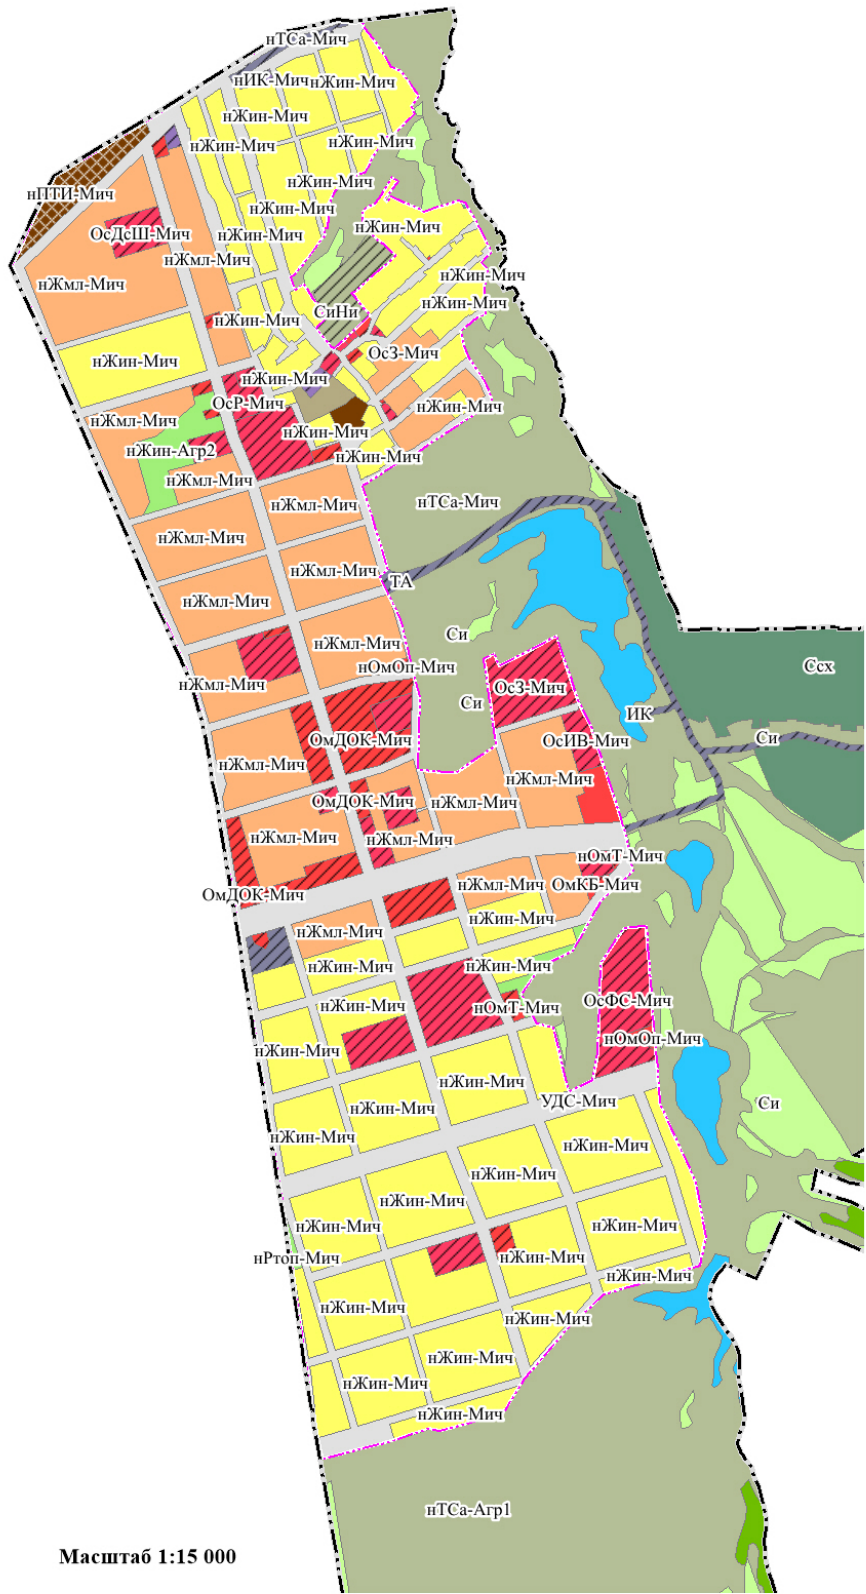 нТСа-Мич
нИК-Мич
нЖин-Мич
нЖин-Мич
нЖин-Мич
нЖин-Мич
нЖин-Мич
нПТИ-Мич
нЖин-Мич
нЖин-Мич
ОсДсШ-Мич
нЖин-Мич
нЖмл-Мич
нЖин-Мич
нЖмл-Мич
нЖин-Мич
СиНи
нЖин-Мич
ОсЗ-Мич
нЖин-Мич
нЖин-Мич
ОсР-Мич
нЖин-Мич
нЖмл-Мич
нЖин-Мич
нЖин-Агр2
нЖин-Мич
нЖмл-Мич
нТСа-Мич
нЖмл-Мич
нЖмл-Мич
нЖмл-Мич
ТА
нЖмл-Мич
Си
нЖмл-Мич
нОмОп-Мич
Ссх
нЖмл-Мич
ОсЗ-Мич
Си
ИК
ОмДОК-Мич
ОсИВ-Мич
Си
нЖмл-Мич
нЖмл-Мич
ОмДОК-Мич
нЖмл-Мич
нЖмл-Мич
нЖмл-Мич
нОмТ-Мич
нЖмл-Мич
ОмКБ-Мич
ОмДОК-Мич
нЖин-Мич
нЖмл-Мич
нЖин-Мич
нЖин-Мич
ОсФС-Мич
нЖин-Мич
нОмТ-Мич
нОмОп-Мич
нЖин-Мич
нЖин-Мич
УДС-Мич
Си
нЖин-Мич
нЖин-Мич
нЖин-Мич
нЖин-Мич
нЖин-Мич
нЖин-Мич
нЖин-Мич
нРтоп-Мич
нЖин-Мич
нЖин-Мич
нЖин-Мич
нЖин-Мич
нЖин-Мич
нЖин-Мич
нЖин-Мич
нТСа-Агр1
Масштаб 1:15 000